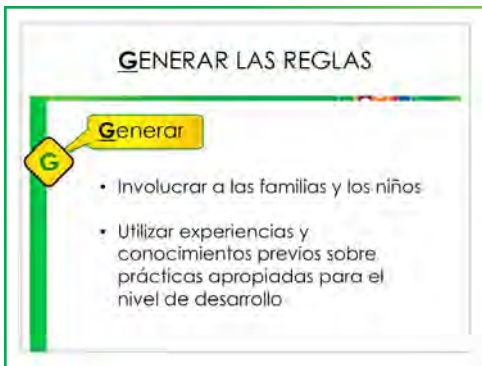 GENERAR LAS REGLAS
Generar
G
• Involucrar a las familias y los niños
• Utilizar experiencias y
conocimientos previos sobre
prácticas apropiadas para el
nivel de desarrollo